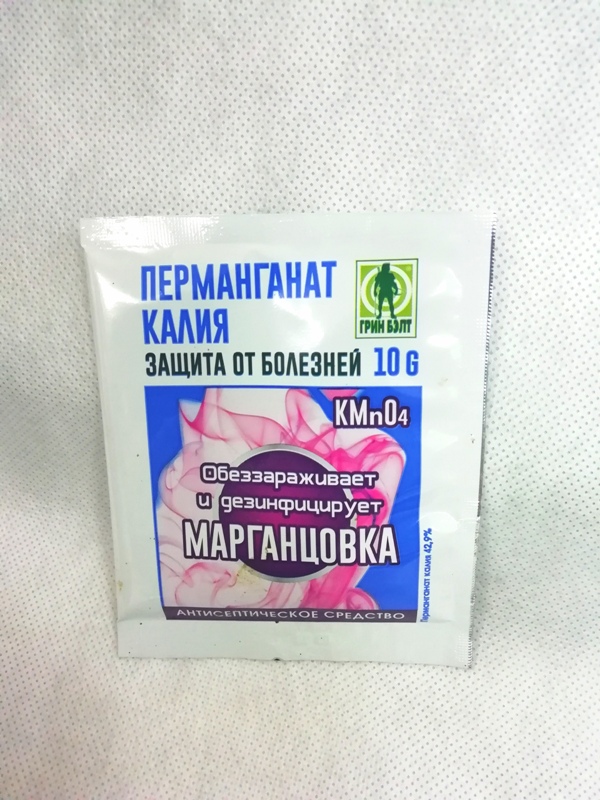 ПЕРМАНГАНАТ
КАЛИЯ
ГРИН БЭЛТ
ЗАЩИТА ОТ БОЛЕЗНЕЙ 10 G
KMnO4
Обеззараживает
и дезинфицирует
МАРГАНЦОВКА
Перманганат калия 42,9%
АНТИСЕПТИЧЕСКОЕ СРЕДСТВО